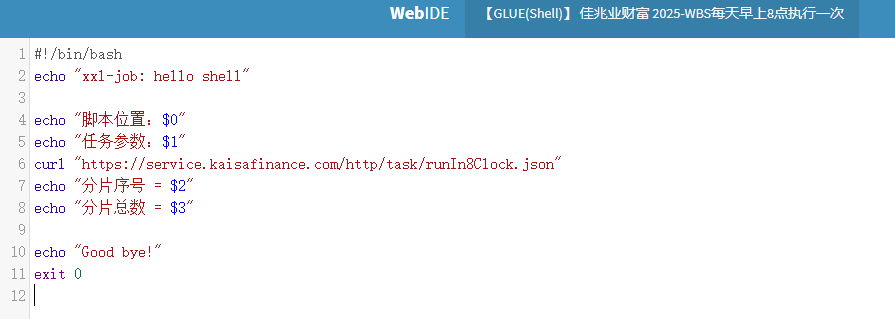 WebIDE 【GLUE(Shell)】 佳兆业财富 2025-WBS每天早上8点执行一次
1 #!/bin/bash
2 echo "xxl-job: hello shell"
3
4 echo "脚本位置：$0"
5 echo "任务参数：$1"
6 curl "https://service.kaisafinance.com/http/task/runIn8Clock.json"
7 echo "分片序号 = $2"
8 echo "分片总数 = $3"
9
10 echo "Good bye!"
11 exit 0
12